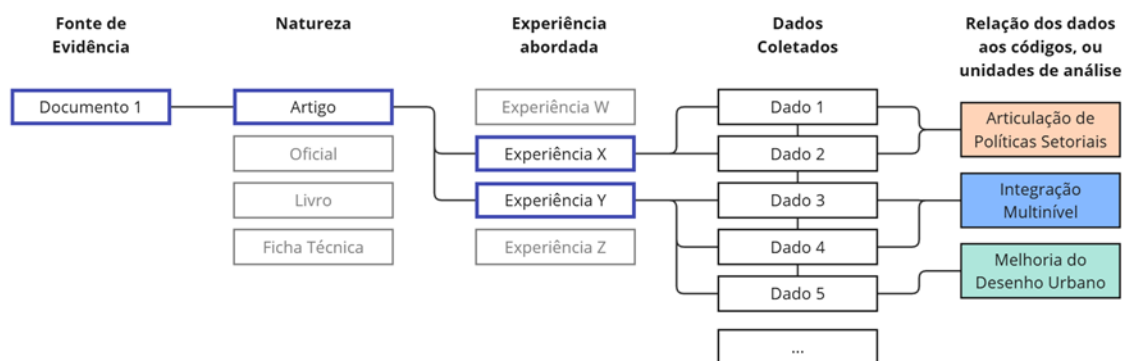 Fonte de
Evidência
Natureza
Experiência
abordada
Dados
Coletados
Relação dos dados
aos códigos, ou
unidades de análise
Documento 1
Artigo
Oficial
Livro
Ficha Técnica
Experiência W
Experiência X
Experiência Y
Experiência Z
Dado 1
Dado 2
Dado 3
Dado 4
Dado 5
...
Articulação de
Políticas Setoriais
Integração
Multinível
Melhoria do
Desenho Urbano